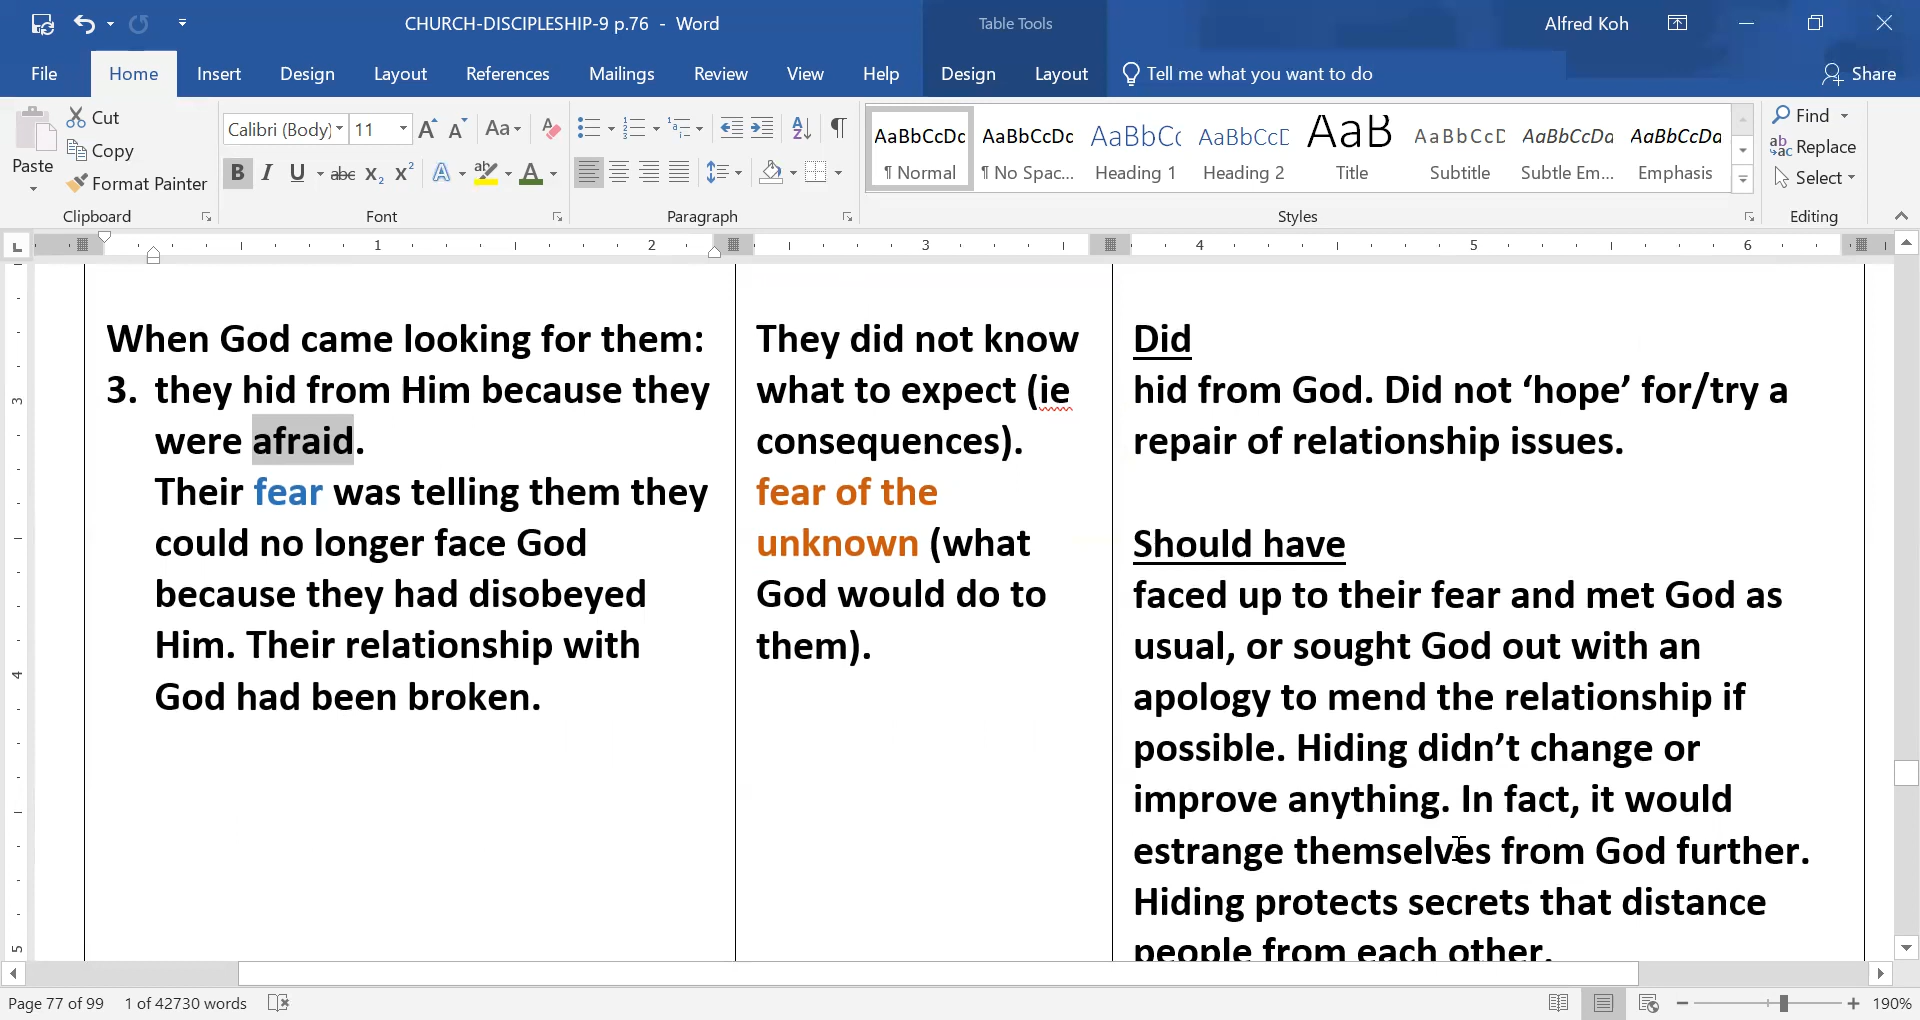 CHURCH-DISCIPLESHIP-9 p.76 - Word
Table Tools
Alfred Koh
File Home Insert Design Layout References Mailings Review View Help Design Layout Tell me what you want to do Share
Paste
Cut
Copy
Format Painter
Clipboard
Calibri (Body) 11
Font
Paragraph
AaBbCcDc AaBbCcDc AaBbCc AaBbCcE AaB AaBbCcD AaBbCcDa AaBbCcDa
¶ Normal ¶ No Spac... Heading 1 Heading 2 Title Subtitle Subtle Em... Emphasis
Styles
Find
Replace
Select
Editing
1 2 3 4 5 6
When God came looking for them:
3. they hid from Him because they
were afraid.
Their fear was telling them they
could no longer face God
because they had disobeyed
Him. Their relationship with
God had been broken.
They did not know
what to expect (ie
consequences).
fear of the
unknown (what
God would do to
them).
Did
hid from God. Did not ‘hope’ for/try a
repair of relationship issues.
Should have
faced up to their fear and met God as
usual, or sought God out with an
apology to mend the relationship if
possible. Hiding didn’t change or
improve anything. In fact, it would
estrange themselves from God further.
Hiding protects secrets that distance
people from each other.
3
4
5
Page 77 of 99 1 of 42730 words 190%